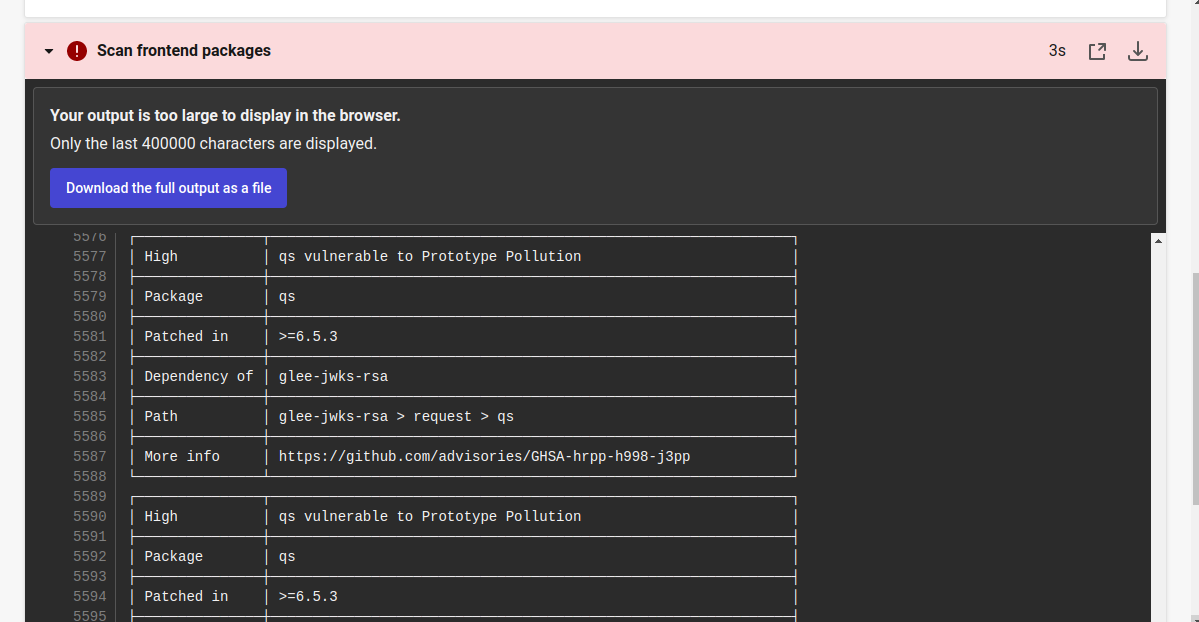 Scan frontend packages
3s
Your output is too large to display in the browser.
Only the last 400000 characters are displayed.
Download the full output as a file
5576
5577 | High | qs vulnerable to Prototype Pollution |
5578
5579 | Package | qs |
5580
5581 | Patched in | >=6.5.3 |
5582
5583 | Dependency of | glee-jwks-rsa |
5584
5585 | Path | glee-jwks-rsa > request > qs |
5586
5587 | More info | https://github.com/advisories/GHSA-hrpp-h998-j3pp |
5588
5589
5590 | High | qs vulnerable to Prototype Pollution |
5591
5592 | Package | qs |
5593
5594 | Patched in | >=6.5.3 |
5595